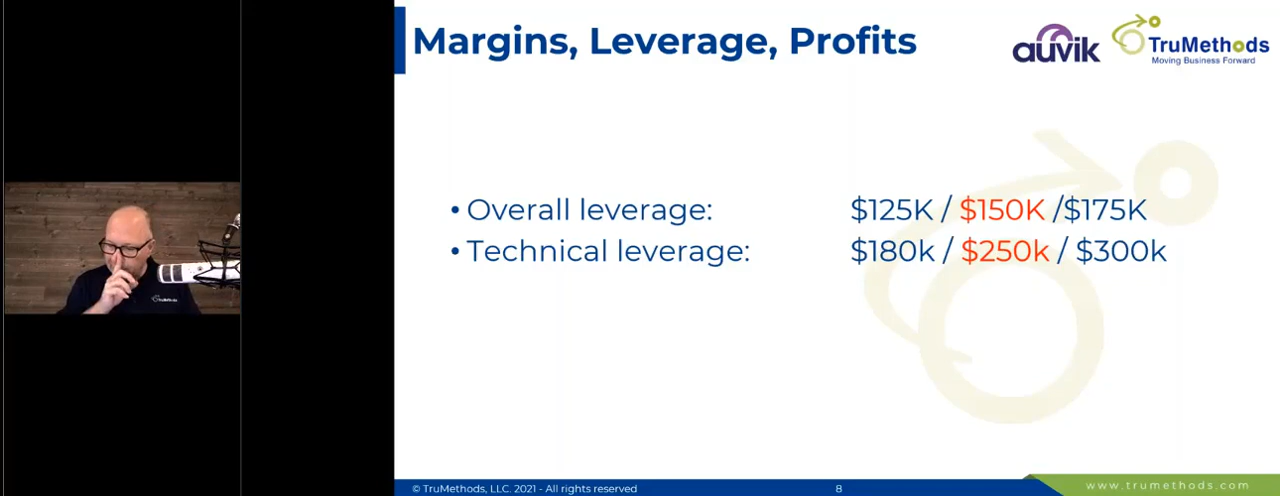 Margins, Leverage, Profits
auvik
TruMethods
Moving Business Forward
• Overall leverage: $125K / $150K /$175K
• Technical leverage: $180k / $250k / $300k
© TruMethods, LLC. 2021 - All rights reserved
8
www.trumethods.com
TruMethods